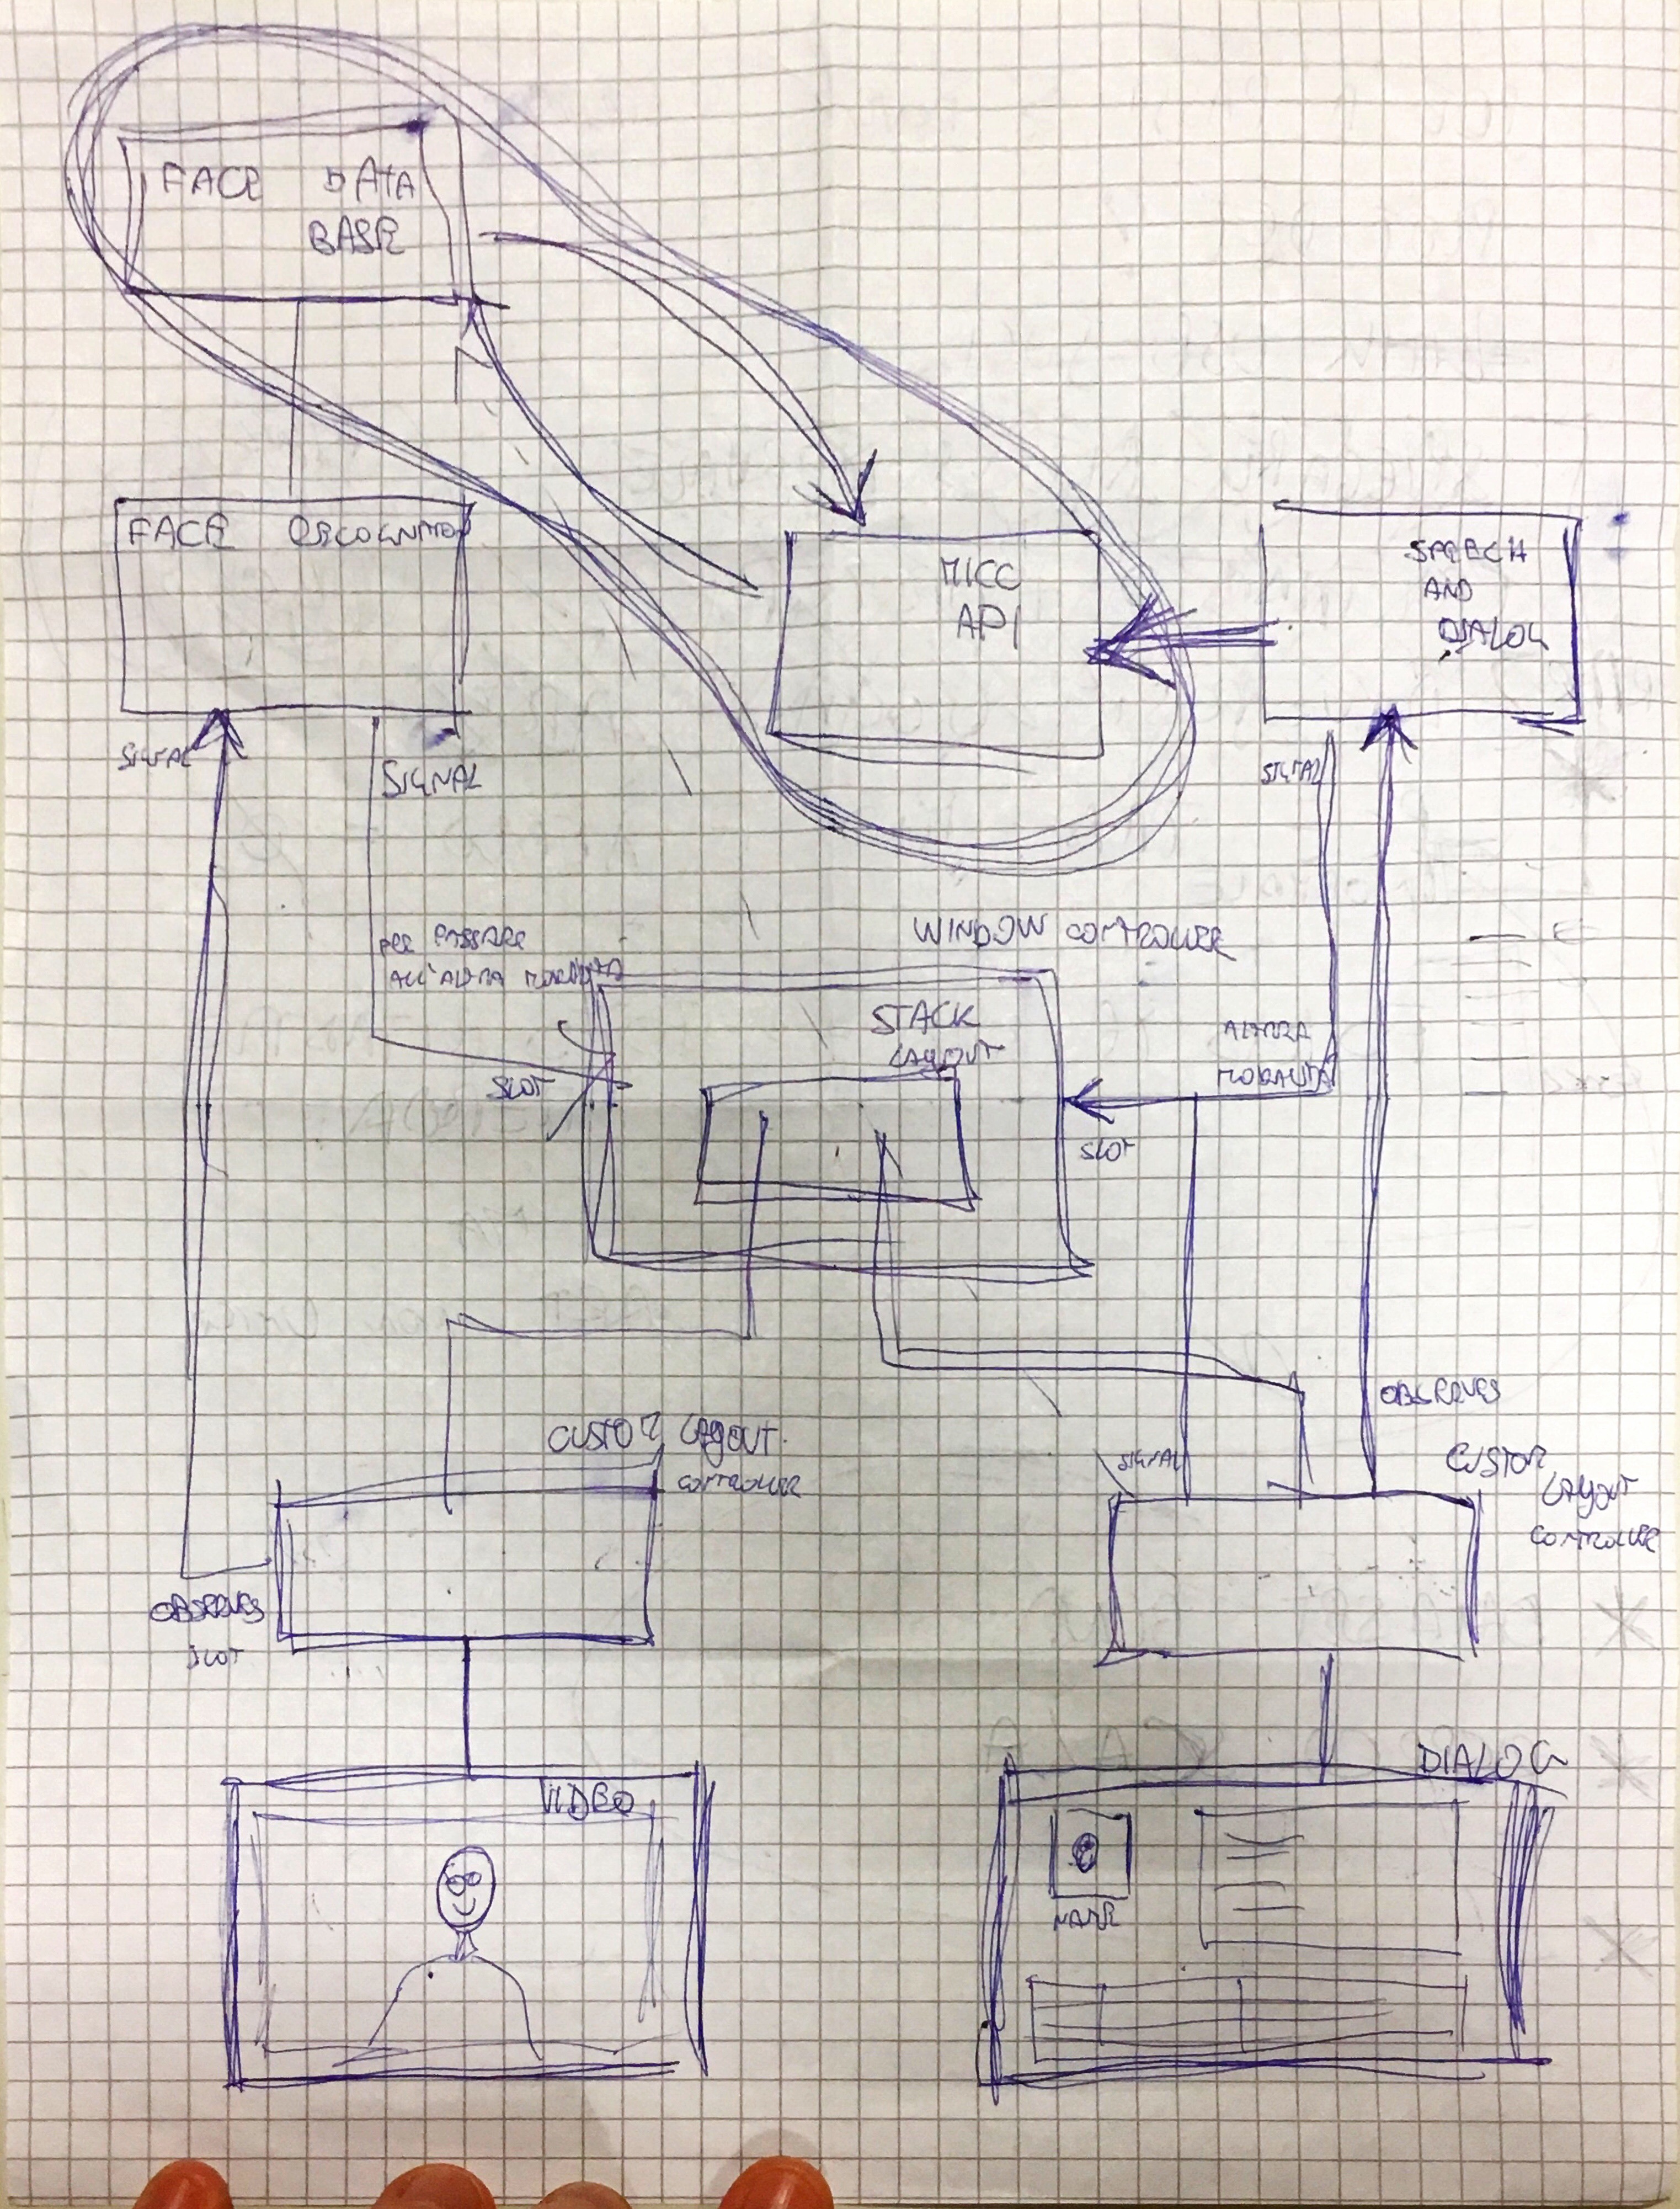 FACE DATA
BASE
FACE RECOGNITION
MICC
API
SPEECH
AND
DIALOG
SIGNAL
SIGNAL
SIGNAL
PER PASSARE
ALL'ALTRA MODALITÀ
WINDOW CONTROLLER
STACK
LAYOUT
SLOT
ALTRA
MODALITÀ
SLOT
OBSERVES
CUSTOM LAYOUT
CONTROLLER
SIGNAL
CUSTOM
LAYOUT
CONTROLLER
OBSERVES
SLOT
VIDEO
DIALOG
NAME